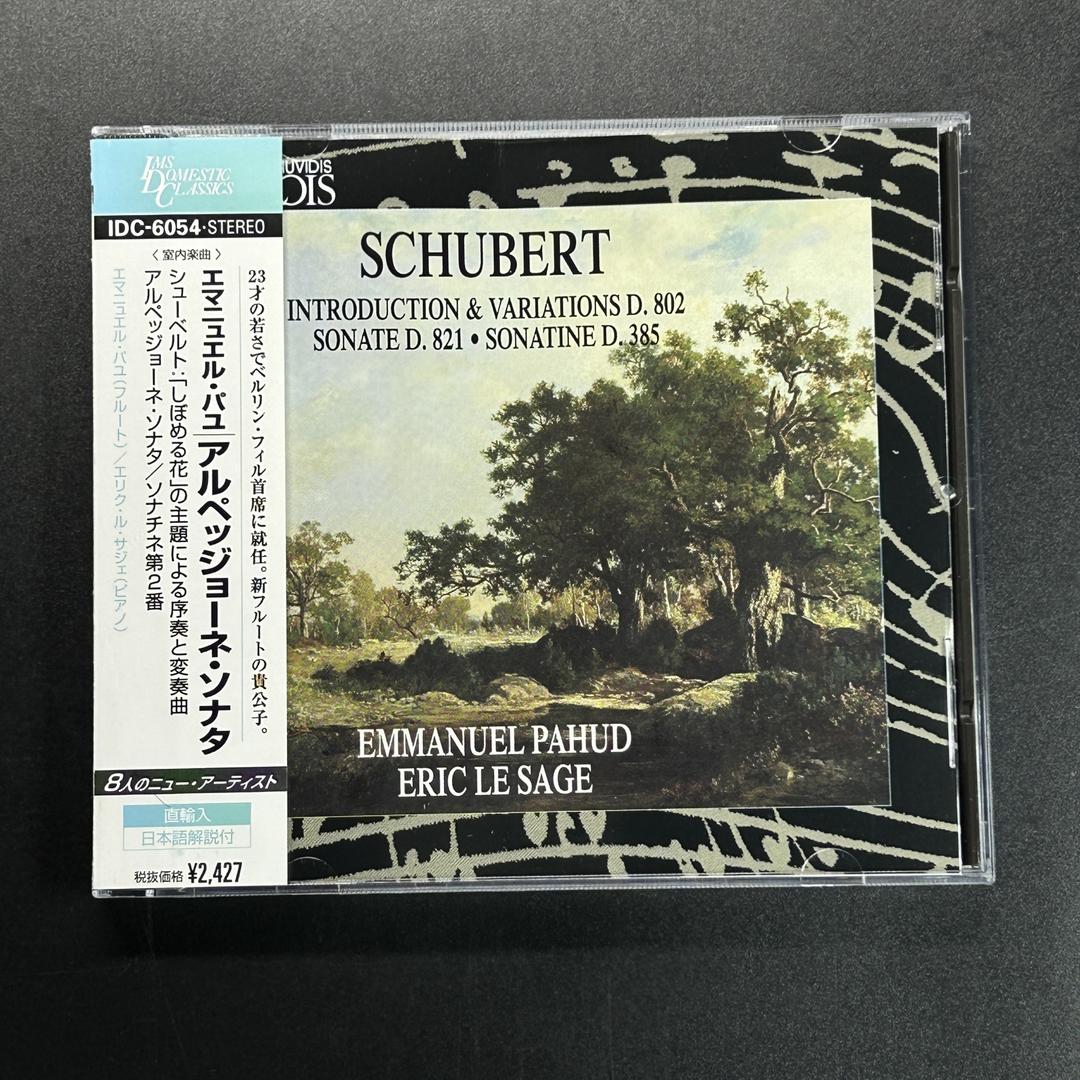 IMS
DOMESTIC
CLASSICS
IDC-6054・STEREO
〈室内楽曲〉
23才の若さでベルリン・フィル首席に就任。新フルートの貴公子。
エマニュエル・パユ｜アルペッジョーネ・ソナタ
シューベルト:「しぼめる花」の主題による序奏と変奏曲
アルペッジョーネ・ソナタ/ソナチネ第2番
エマニュエル・パユ(フルート)/エリク・ル・サジェ(ピアノ)
8人のニュー・アーティスト
直輸入
日本語解説付
税抜価格 ¥2,427
UVIDIS
OIS
SCHUBERT
INTRODUCTION & VARIATIONS D. 802
SONATE D. 821 • SONATINE D. 385
EMMANUEL PAHUD
ERIC LE SAGE